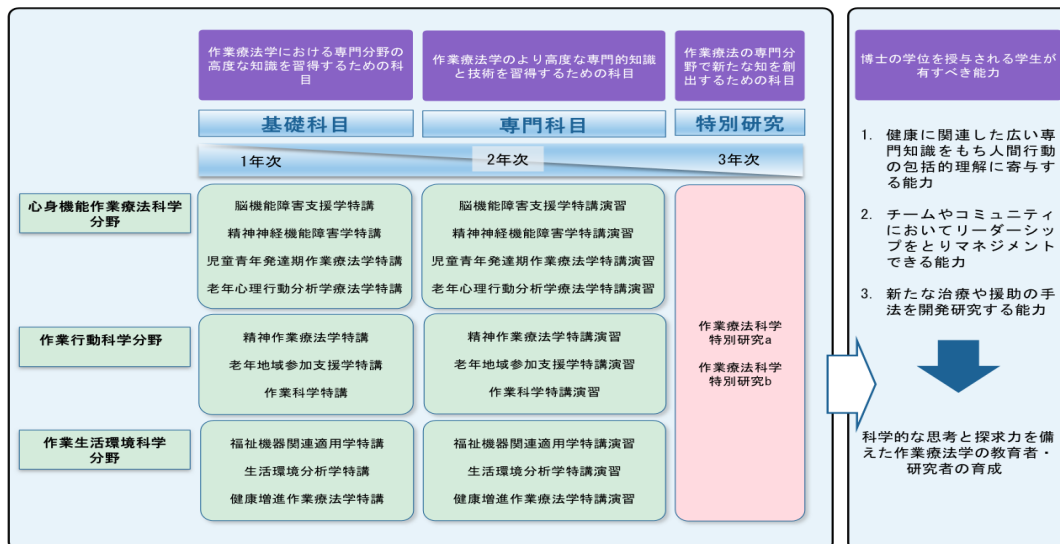 作業療法学における専門分野の
高度な知識を習得するための科
目
作業療法学のより高度な専門的知識
と技術を習得するための科目
作業療法の専門分
野で新たな知を創
出するための科目
基礎科目
専門科目
特別研究
1年次
2年次
3年次
心身機能作業療法科学
分野
脳機能障害支援学特講
精神神経機能障害学特講
児童青年発達期作業療法学特講
老年心理行動分析学療法学特講
脳機能障害支援学特講演習
精神神経機能障害学特講演習
児童青年発達期作業療法学特講演習
老年心理行動分析学療法学特講演習
作業行動科学分野
精神作業療法学特講
老年地域参加支援学特講
作業科学特講
精神作業療法学特講演習
老年地域参加支援学特講演習
作業科学特講演習
作業生活環境科学
分野
福祉機器関連適用学特講
生活環境分析学特講
健康増進作業療法学特講
福祉機器関連適用学特講演習
生活環境分析学特講演習
健康増進作業療法学特講演習
作業療法科学
特別研究a
作業療法科学
特別研究b
博士の学位を授与される学生が
有すべき能力
1. 健康に関連した広い専
門知識をもち人間行動
の包括的理解に寄与す
る能力
2. チームやコミュニティ
においてリーダーシッ
プをとりマネジメント
できる能力
3. 新たな治療や援助の手
法を開発研究する能力
科学的な思考と探求力を備
えた作業療法学の教育者・
研究者の育成